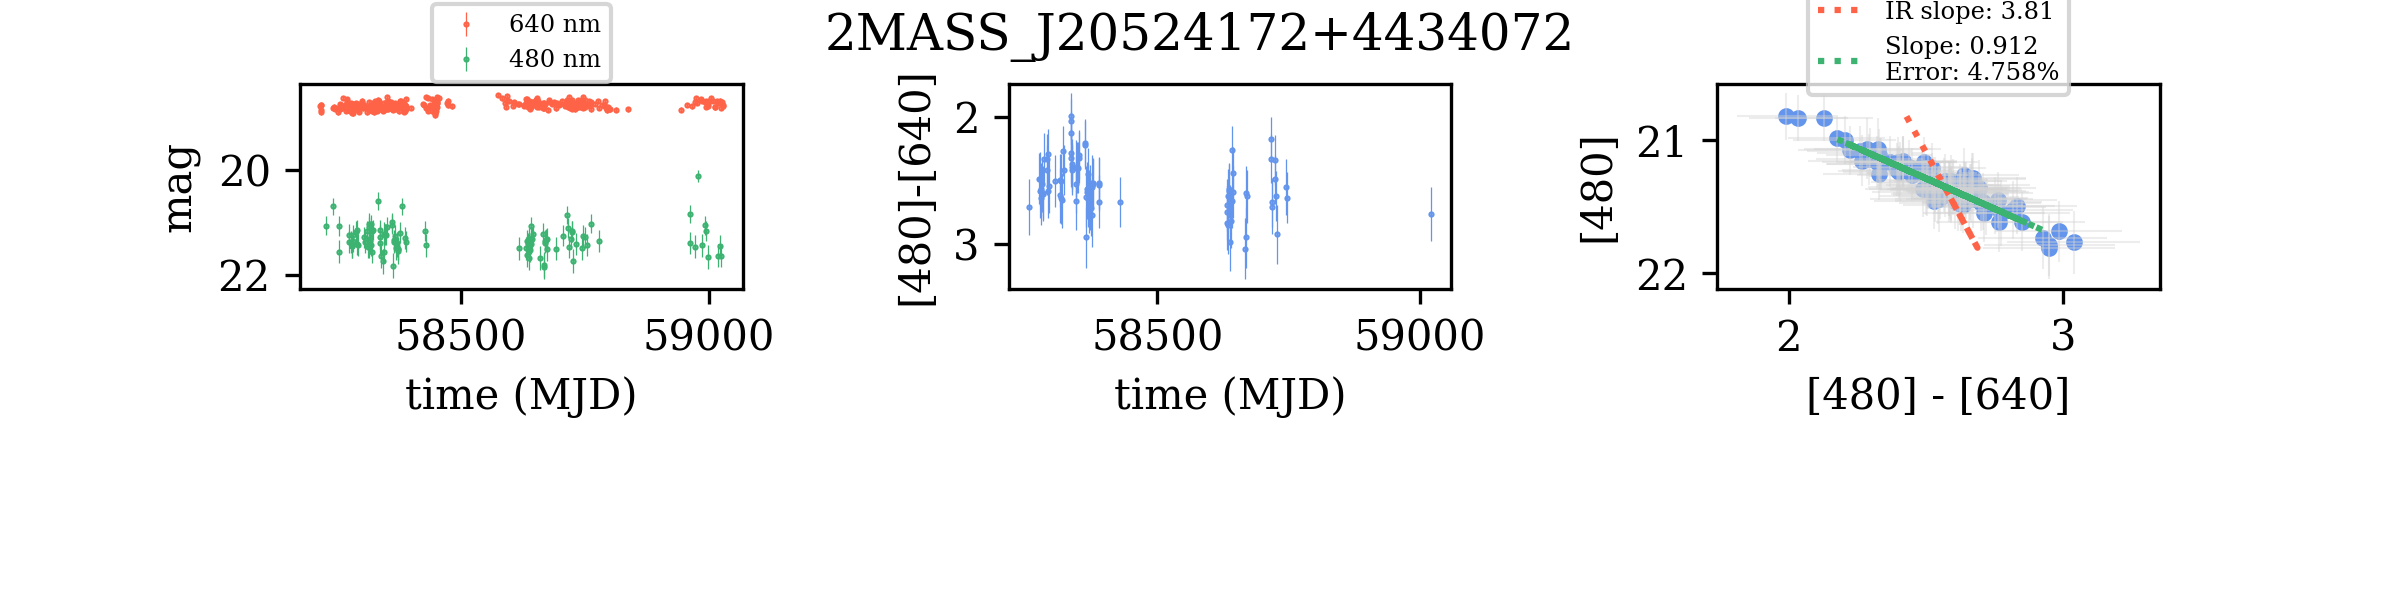 2MASS_J20524172+4434072
640 nm
480 nm
mag
20
22
58500
59000
time (MJD)
[480]-[640]
2
3
58500
59000
time (MJD)
IR slope: 3.81
Slope: 0.912
Error: 4.758%
[480]
21
22
2
3
[480] - [640]